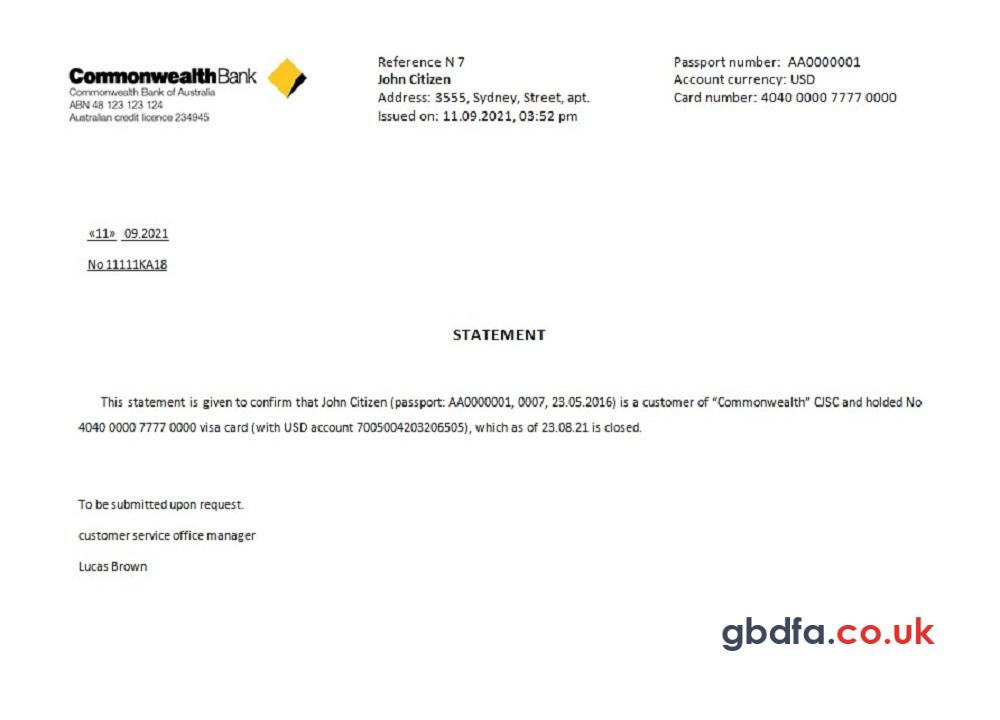 CommonwealthBank
Commonwealth Bank of Australia
ABN 48 123 123 124
Australian credit licence 234945
Reference N 7
John Citizen
Address: 3555, Sydney, Street, apt.
Issued on: 11.09.2021, 03:52 pm
Passport number: AA0000001
Account currency: USD
Card number: 4040 0000 7777 0000
«11» 09.2021
No 11111KA18
STATEMENT
This statement is given to confirm that John Citizen (passport: AA0000001, 0007, 23.05.2016) is a customer of “Commonwealth” CJSC and holded No
4040 0000 7777 0000 visa card (with USD account 7005004203206505), which as of 23.08.21 is closed.
To be submitted upon request.
customer service office manager
Lucas Brown
gbdfa.co.uk